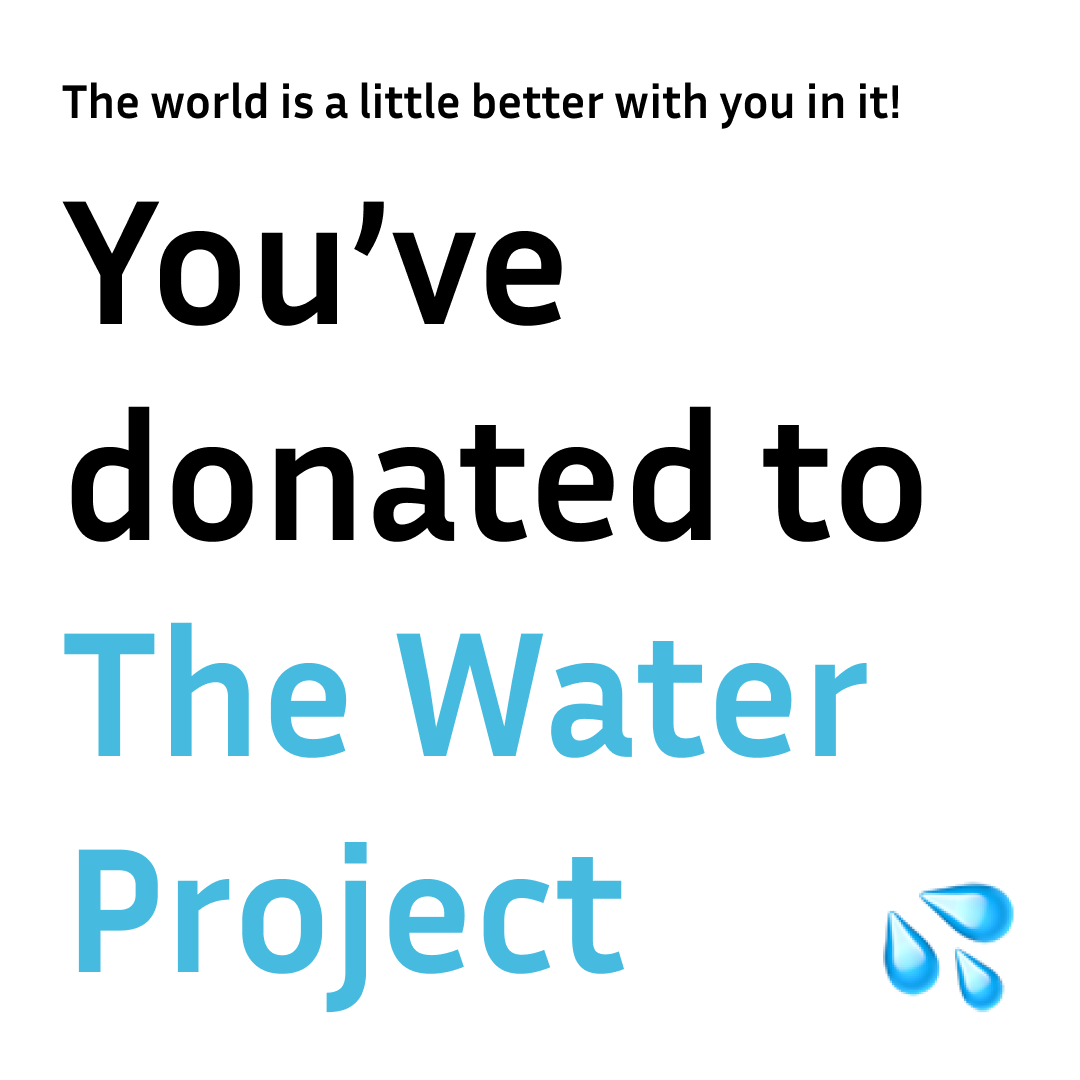 The world is a little better with you in it!
You’ve
donated to
The Water
Project